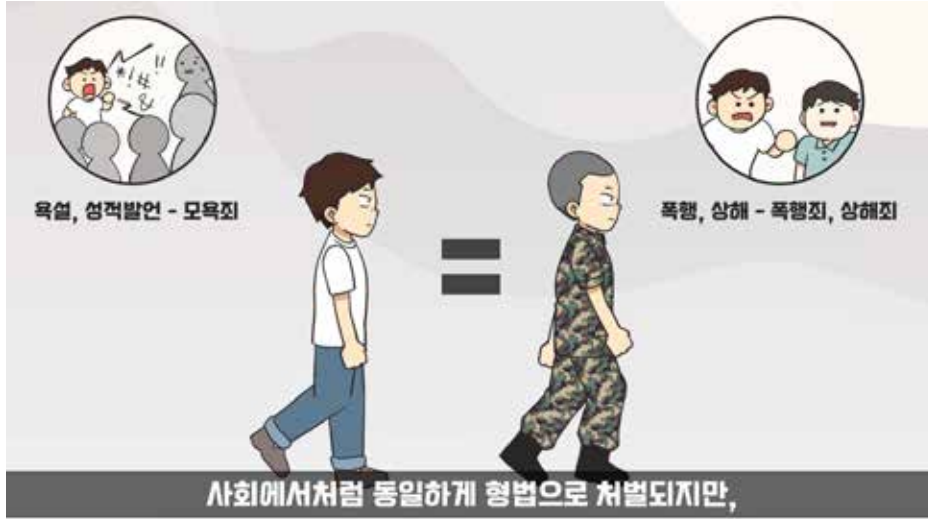 *!#
!!
&
욕설, 성적발언 - 모욕죄
폭행, 상해 - 폭행죄, 상해죄
사회에서처럼 동일하게 형법으로 처벌되지만,